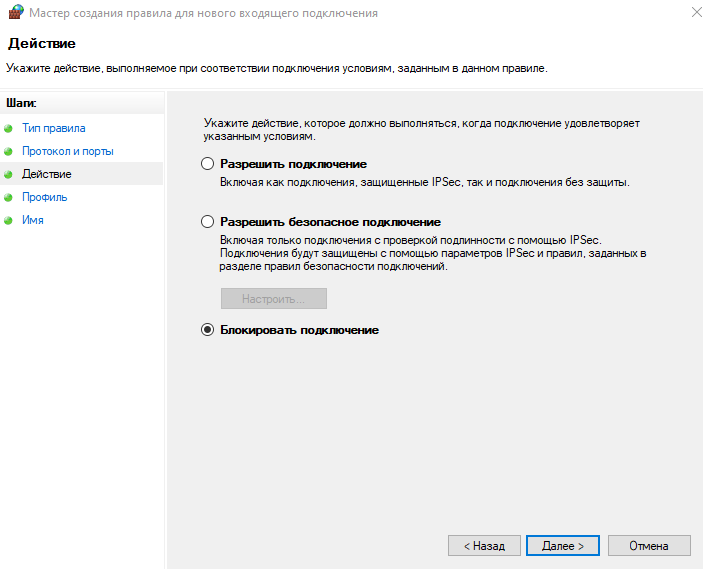 Мастер создания правила для нового входящего подключения
Действие
Укажите действие, выполняемое при соответствии подключения условиям, заданным в данном правиле.
Шаги:
Тип правила
Протокол и порты
Действие
Профиль
Имя
Укажите действие, которое должно выполняться, когда подключение удовлетворяет
указанным условиям.
Разрешить подключение
Включая как подключения, защищенные IPSec, так и подключения без защиты.
Разрешить безопасное подключение
Включая только подключения с проверкой подлинности с помощью IPSec.
Подключения будут защищены с помощью параметров IPSec и правил, заданных в
разделе правил безопасности подключений.
Настроить...
Блокировать подключение
< Назад
Далее >
Отмена